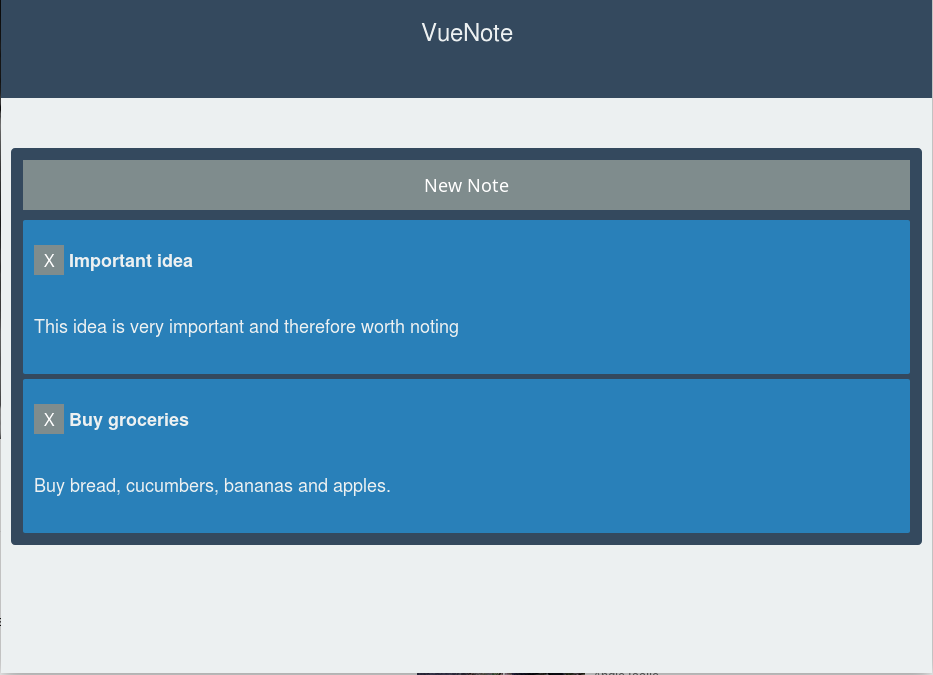 VueNote
New Note
X Important idea
This idea is very important and therefore worth noting
X Buy groceries
Buy bread, cucumbers, bananas and apples.